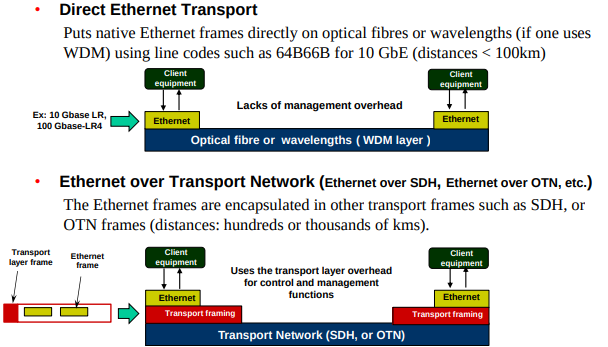 • Direct Ethernet Transport
Puts native Ethernet frames directly on optical fibres or wavelengths (if one uses
WDM) using line codes such as 64B66B for 10 GbE (distances < 100km)
Client
equipment
Client
equipment
Lacks of management overhead
Ex: 10 Gbase LR,
100 Gbase-LR4
Ethernet
Ethernet
Optical fibre or wavelengths ( WDM layer )
• Ethernet over Transport Network (Ethernet over SDH, Ethernet over OTN, etc.)
The Ethernet frames are encapsulated in other transport frames such as SDH, or
OTN frames (distances: hundreds or thousands of kms).
Transport
layer frame
Ethernet
frame
Client
equipment
Client
equipment
Uses the transport layer overhead
for control and management
functions
Ethernet
Ethernet
Transport framing
Transport framing
Transport Network (SDH, or OTN)